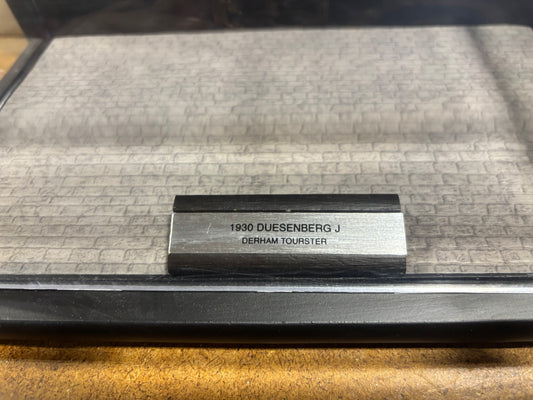 1930 DUESENBERG J
DERHAM TOURSTER